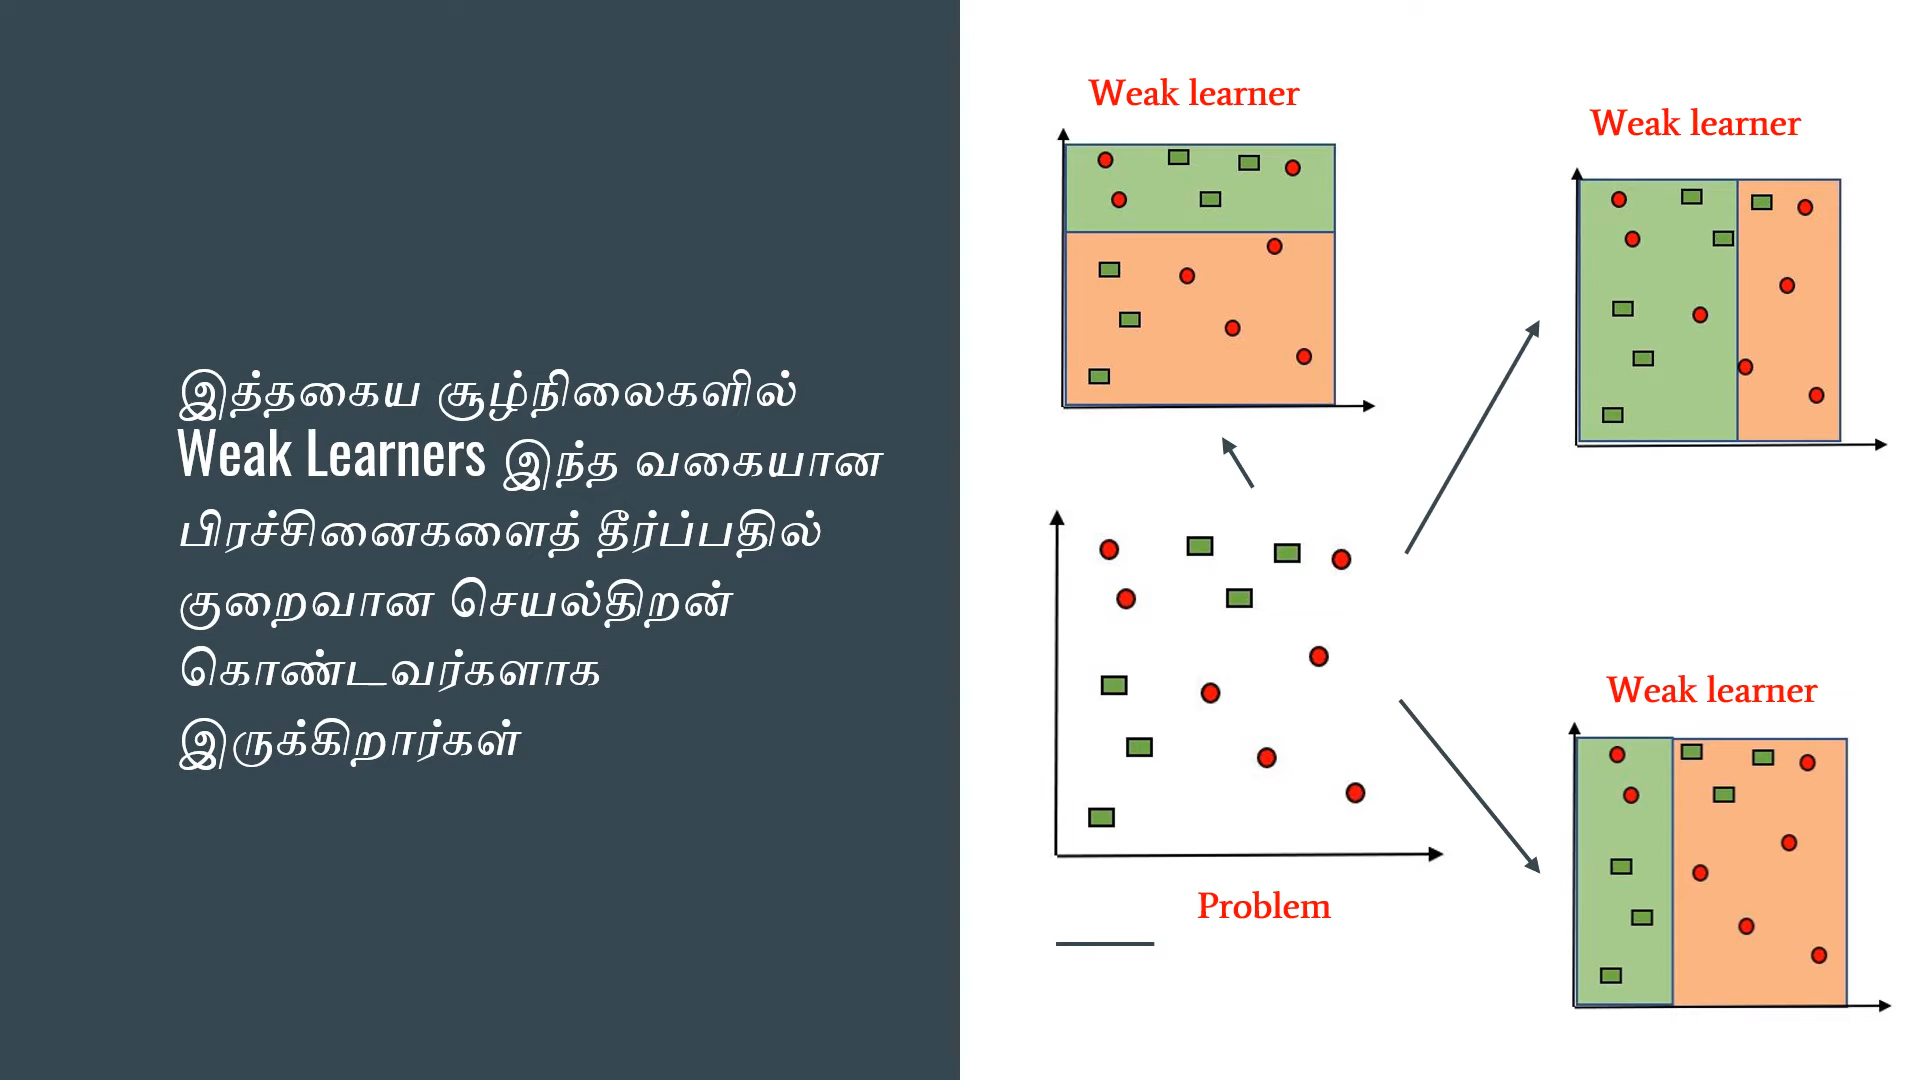 இத்தகைய சூழ்நிலைகளில்
Weak Learners இந்த வகையான
பிரச்சினைகளைத் தீர்ப்பதில்
குறைவான செயல்திறன்
கொண்டவர்களாக
இருக்கிறார்கள்
Weak learner
Weak learner
Weak learner
Problem